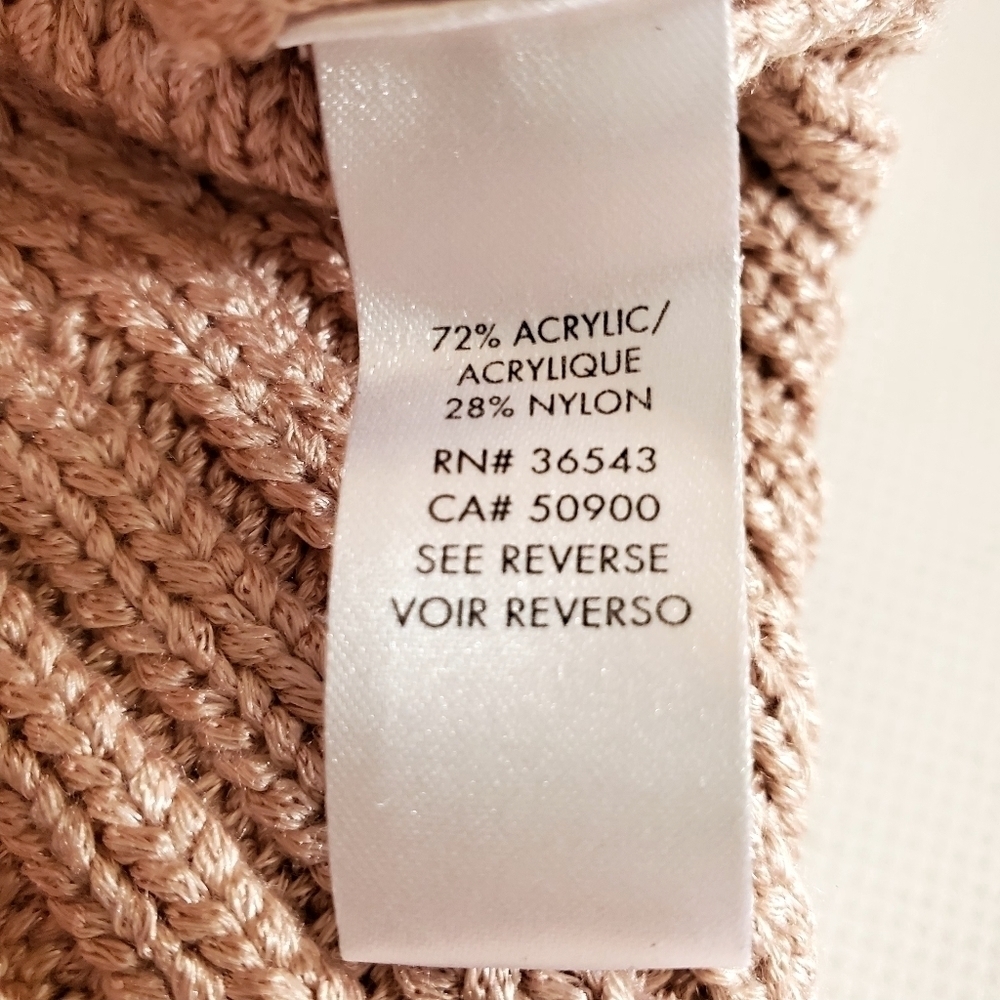 72% ACRYLIC/
ACRYLIQUE
28% NYLON
RN# 36543
CA# 50900
SEE REVERSE
VOIR REVERSO